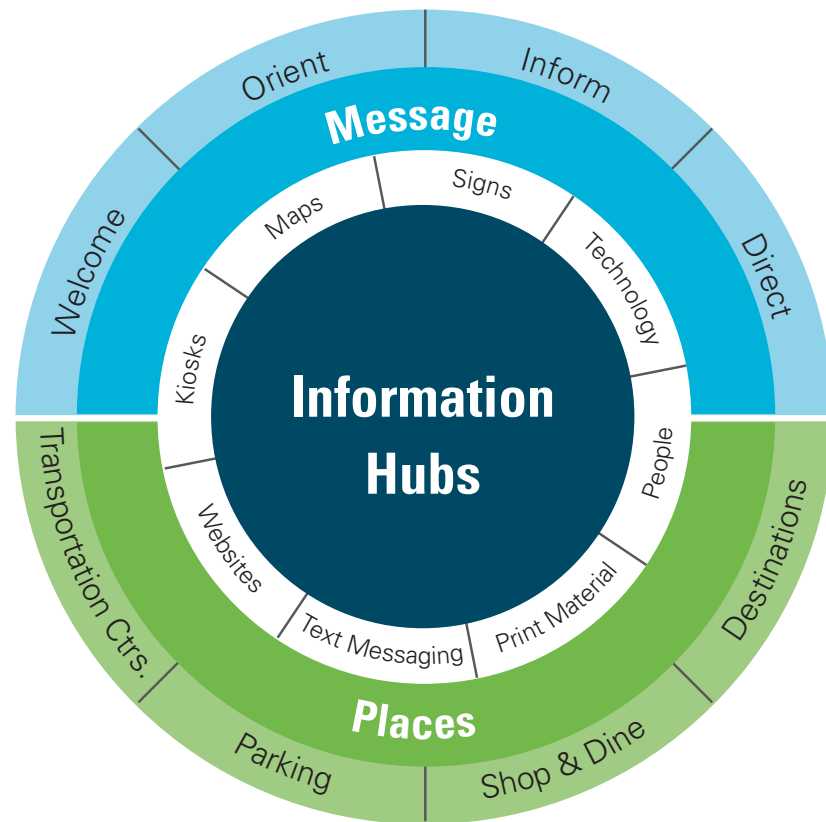 Orient
Inform
Welcome
Direct
Message
Maps
Signs
Technology
Kiosks
People
Websites
Text Messaging
Print Material
Information
Hubs
Places
Transportation Ctrs.
Parking
Shop & Dine
Destinations